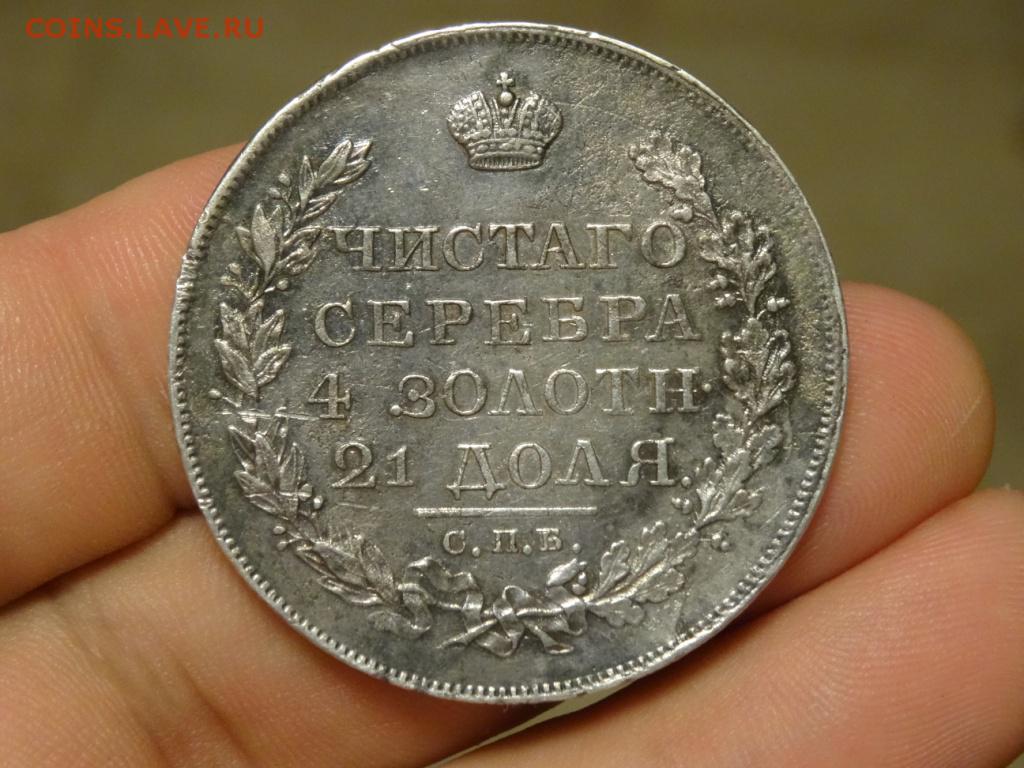 COINS.LAVE.RU
ЧИСТАГО
СЕРЕБРА
4 ЗОЛОТН.
21 ДОЛЯ.
С.П.Б.